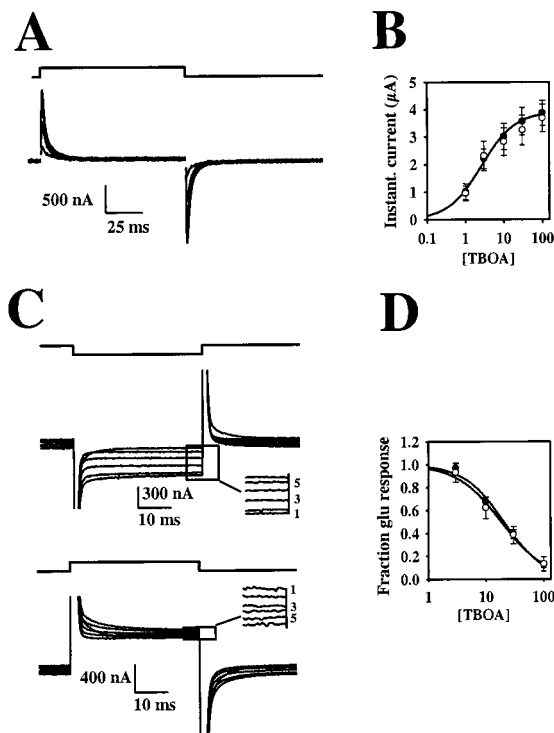 A
500 nA
25 ms
B
Instant. current (µA)
5
4
3
2
1
0
0.1 1 10 100
[TBOA]
C
5
3
1
300 nA
10 ms
1
3
5
400 nA
10 ms
D
Fraction glu response
1.2
1.0
0.8
0.6
0.4
0.2
0.0
1 10 100
[TBOA]